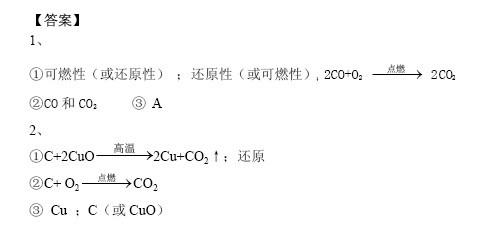 【答案】
1、
①可燃性（或还原性）；还原性（或可燃性），2CO+O₂ 点燃→ 2CO₂
②CO 和 CO₂ ③ A
2、
①C+2CuO 高温→ 2Cu+CO₂↑；还原
②C+ O₂ 点燃→ CO₂
③ Cu ；C（或 CuO）